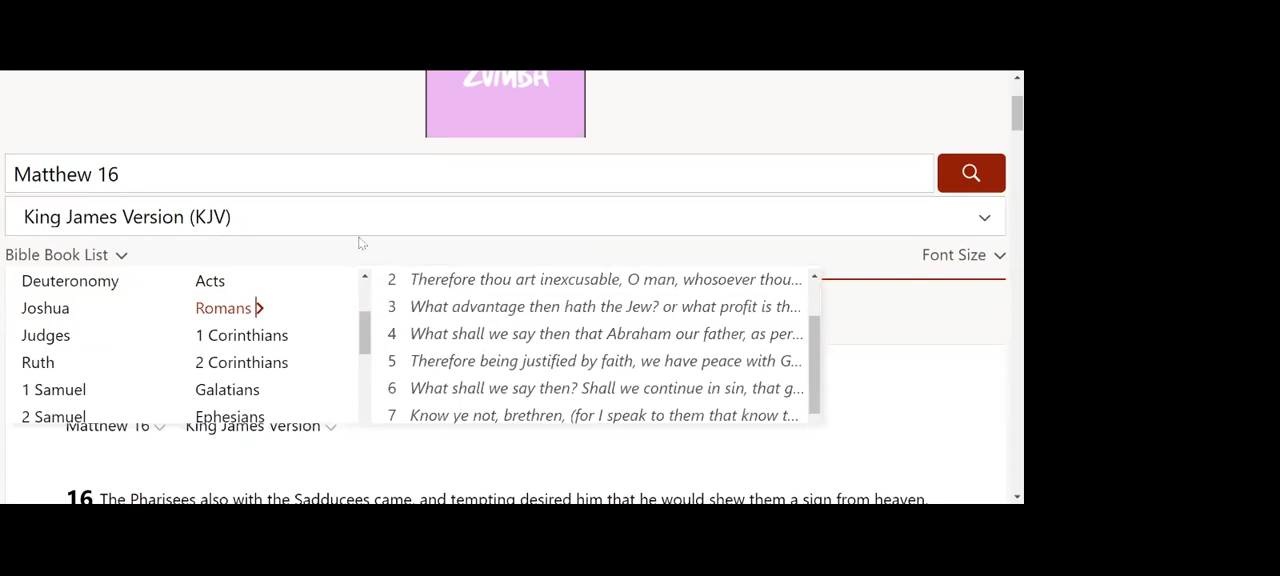 ZUMBA
Matthew 16
King James Version (KJV)
Bible Book List
Font Size
Deuteronomy
Joshua
Judges
Ruth
1 Samuel
2 Samuel
Acts
Romans
1 Corinthians
2 Corinthians
Galatians
Ephesians
2 Therefore thou art inexcusable, O man, whosoever thou...
3 What advantage then hath the Jew? or what profit is th...
4 What shall we say then that Abraham our father, as per...
5 Therefore being justified by faith, we have peace with G...
6 What shall we say then? Shall we continue in sin, that g...
7 Know ye not, brethren, (for I speak to them that know t...
Matthew 16 King James Version
16 The Pharisees also with the Sadducees came, and tempting desired him that he would shew them a sign from heaven.